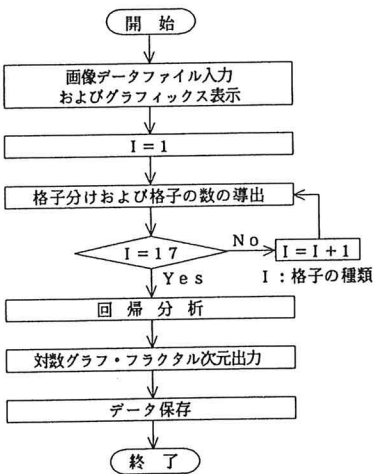 開 始
画像データファイル入力
およびグラフィックス表示
I=1
格子分けおよび格子の数の導出
I=17
No
I=I+1
I:格子の種類
Yes
回 帰 分 析
対数グラフ・フラクタル次元出力
データ保存
終 了